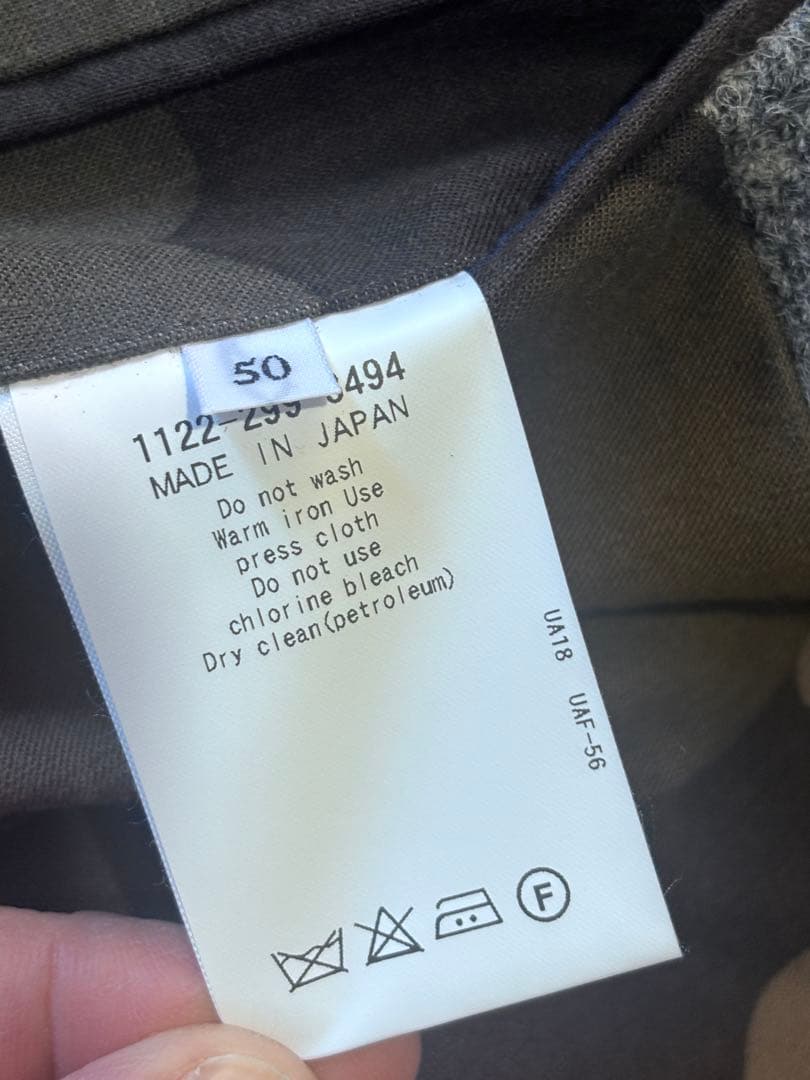 50
1122-299 494
MADE IN JAPAN
Do not wash
Warm iron Use
press cloth
Do not use
chlorine bleach
Dry clean(petroleum)
UA18 UAF-56
F